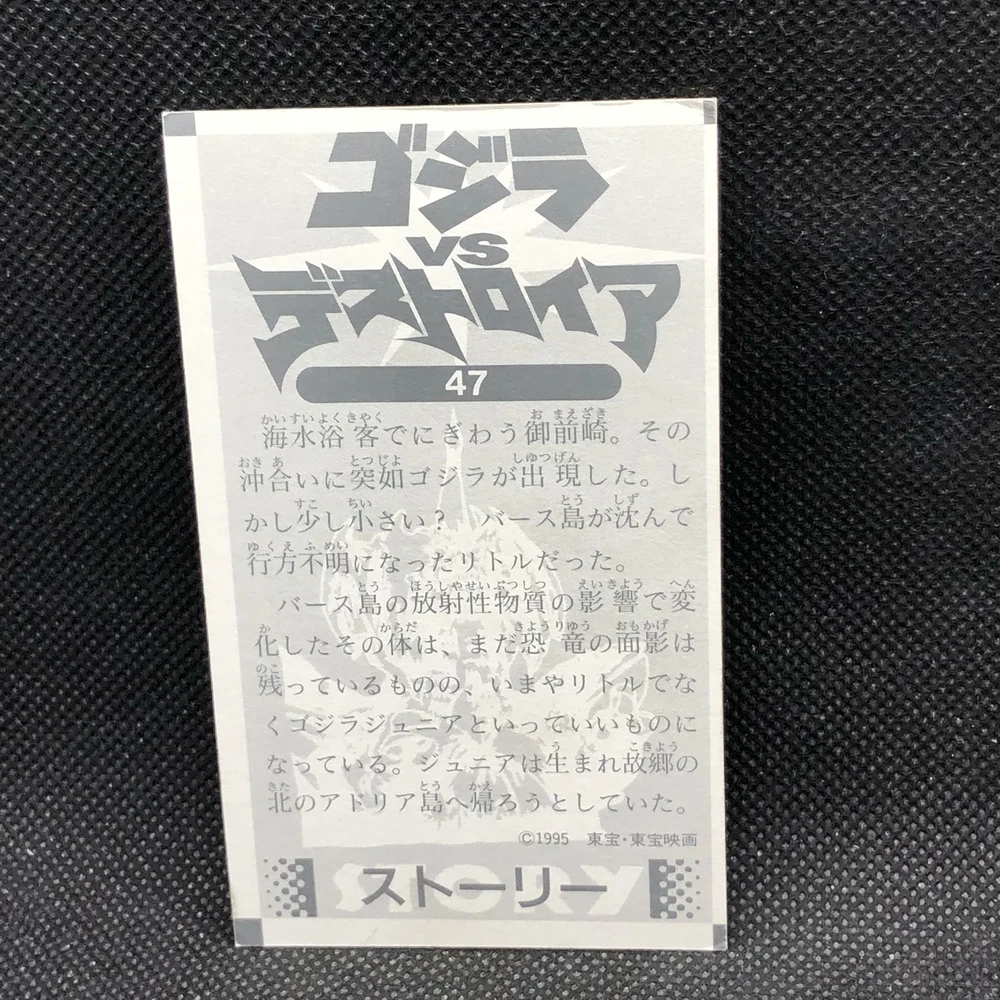 ゴジラ
VS
デストロイア
47
海水浴客でにぎわう御前崎。その
沖合いに突如ゴジラが出現した。し
かし少し小さい？　バース島が沈んで
行方不明になったリトルだった。
バース島の放射性物質の影響で変
化したその体は、まだ恐竜の面影は
残っているものの、いまやリトルでな
くゴジラジュニアといっていいものに
なっている。ジュニアは生まれ故郷の
北のアドリア島へ帰ろうとしていた。
©1995　東宝・東宝映画
STORY
ストーリー